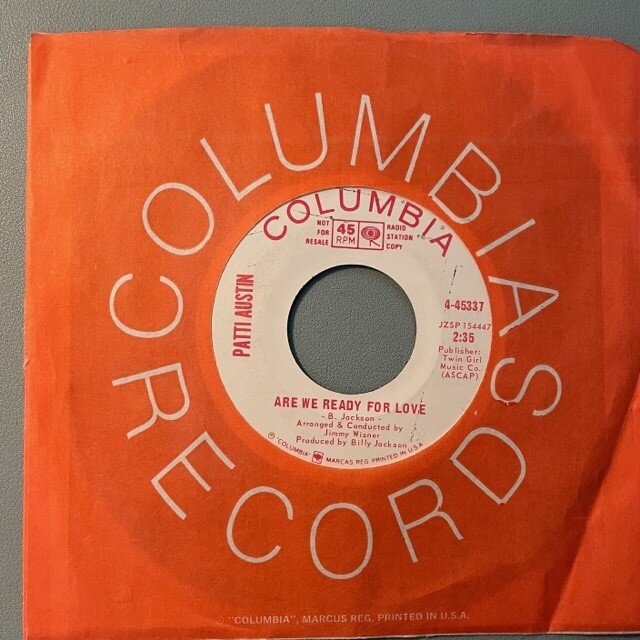 COLUMBIA
RECORDS
COLUMBIA
NOT
FOR
RESALE
45
RPM
RADIO
STATION
COPY
PATTI AUSTIN
4-45337
JZSP 154447
2:35
Publisher:
Twin Girl
Music Co.
(ASCAP)
ARE WE READY FOR LOVE
- B. Jackson -
Arranged & Conducted by
Jimmy Wisner
Produced by Billy Jackson
℗ COLUMBIA® MARCAS REG. PRINTED IN U.S.A.
"COLUMBIA", MARCUS REG. PRINTED IN U.S.A.